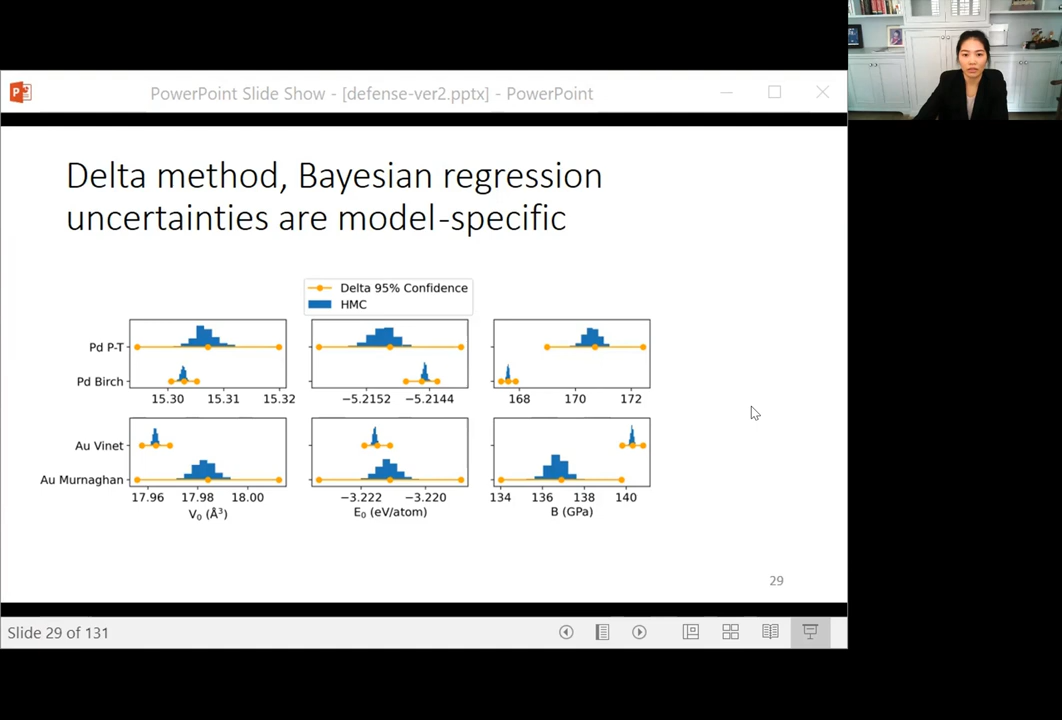 PowerPoint Slide Show - [defense-ver2.pptx] - PowerPoint
Delta method, Bayesian regression
uncertainties are model-specific
Delta 95% Confidence
HMC
Pd P-T
Pd Birch
15.30 15.31 15.32
−5.2152 −5.2144
168 170 172
Au Vinet
Au Murnaghan
17.96 17.98 18.00
−3.222 −3.220
134 136 138 140
V₀ (Å³)
E₀ (eV/atom)
B (GPa)
29
Slide 29 of 131